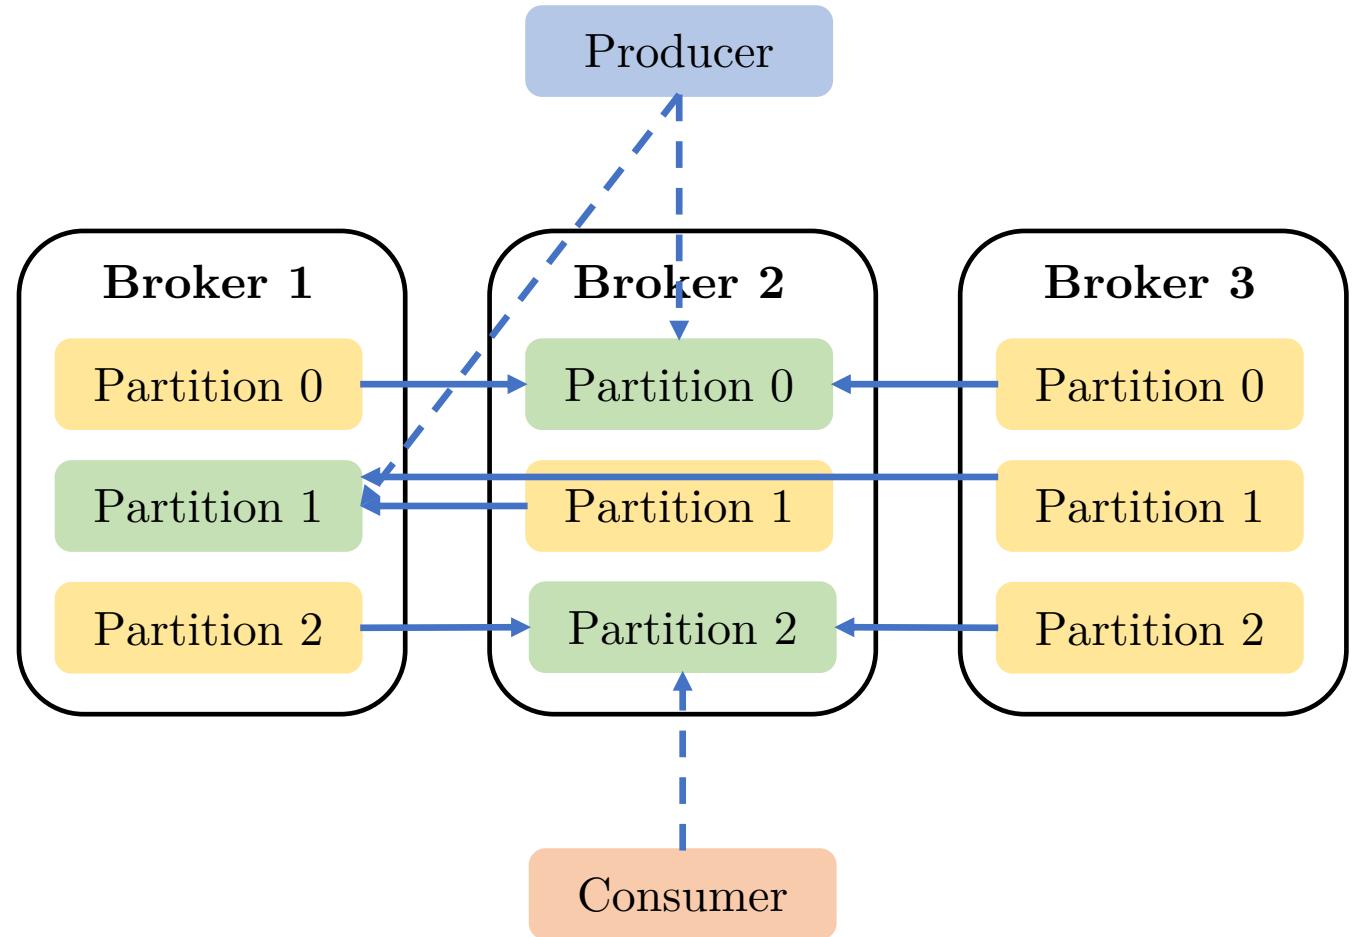 Producer
Broker 1
Broker 2
Broker 3
Partition 0
Partition 0
Partition 0
Partition 1
Partition 1
Partition 1
Partition 2
Partition 2
Partition 2
Consumer